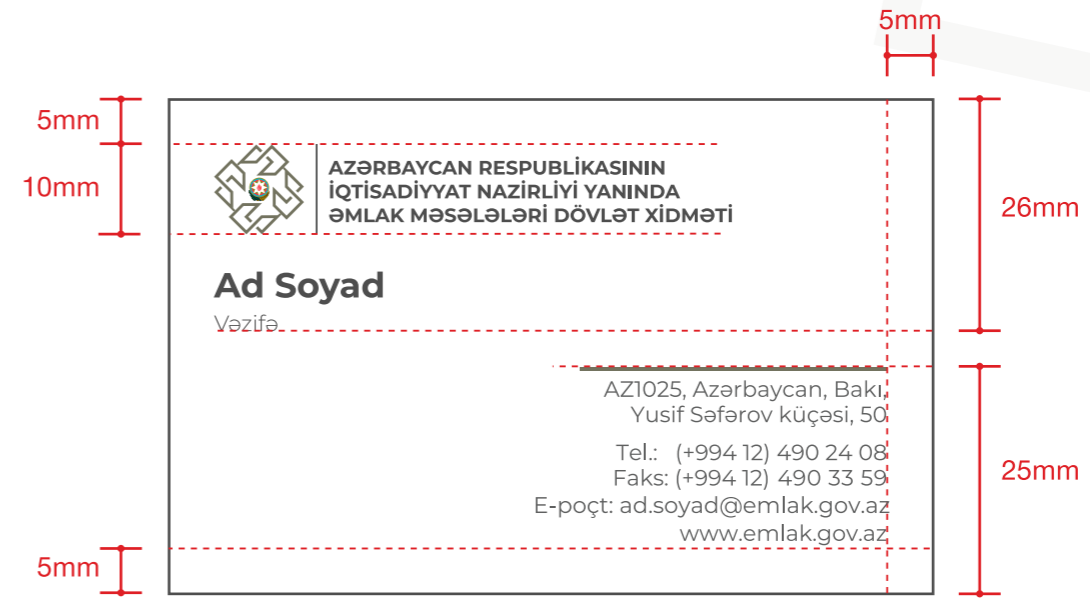 5mm
5mm
10mm
26mm
AZƏRBAYCAN RESPUBLİKASININ
İQTİSADİYYAT NAZİRLİYİ YANINDA
ƏMLAK MƏSƏLƏLƏRİ DÖVLƏT XİDMƏTİ
Ad Soyad
Vəzifə
AZ1025, Azərbaycan, Bakı,
Yusif Səfərov küçəsi, 50
Tel.: (+994 12) 490 24 08
Faks: (+994 12) 490 33 59
E-poçt: ad.soyad@emlak.gov.az
www.emlak.gov.az
25mm
5mm